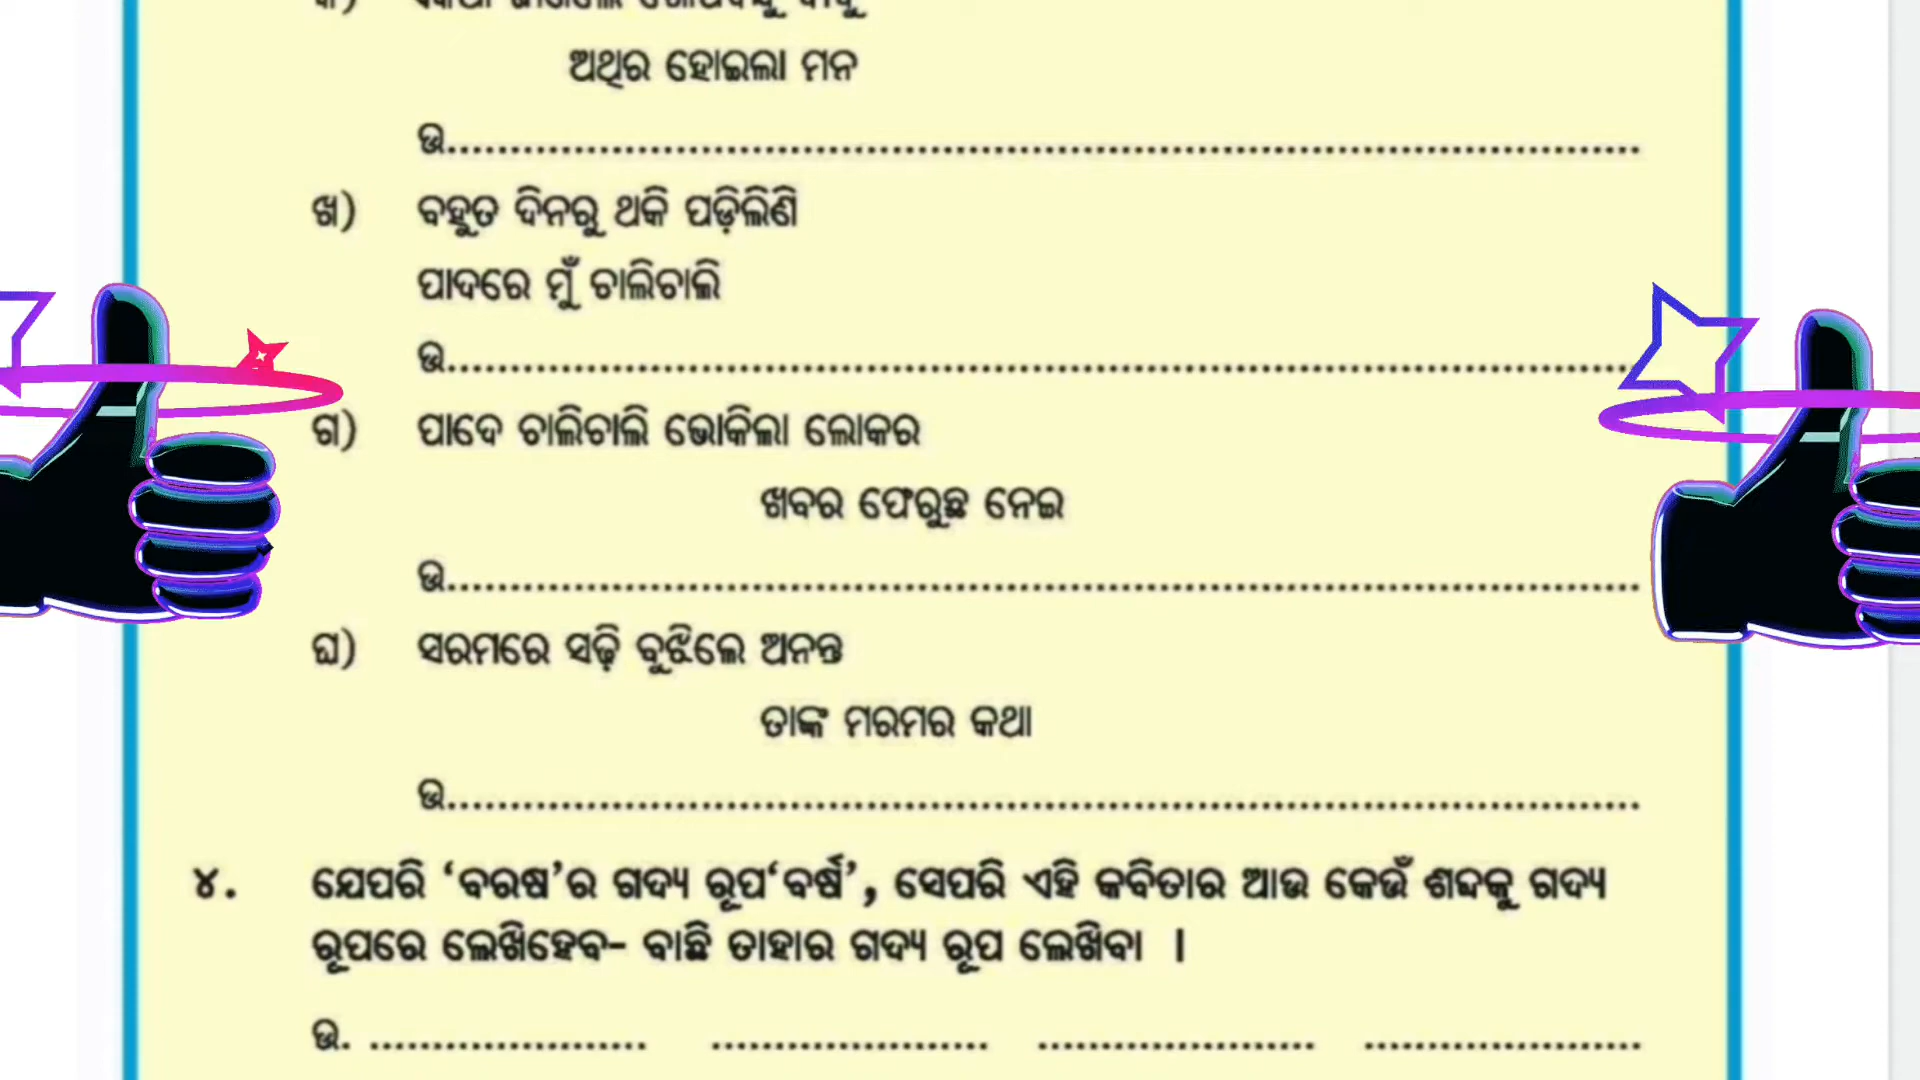 ଅଥିର ହୋଇଲା ମନ
ଉ.................................................................................
ଖ) ବହୁତ ଦିନରୁ ଥକି ପଡ଼ିଲିଣି
ପାଦରେ ମୁଁ ଚାଲିଚାଲି
ଉ.................................................................................
ଗ) ପାଦେ ଚାଲିଚାଲି ଭୋକିଲା ଲୋକର
ଖବର ଫେରୁଛ ନେଇ
ଉ.................................................................................
ଘ) ସରମରେ ସଢ଼ି ବୁଝିଲେ ଅନନ୍ତ
ତାଙ୍କ ମରମର କଥା
ଉ.................................................................................
୪. ଯେପରି ‘ବରଷ’ର ଗଦ୍ୟ ରୂପ‘ବର୍ଷ’, ସେପରି ଏହି କବିତାର ଆଉ କେଉଁ ଶବ୍ଦକୁ ଗଦ୍ୟ
ରୂପରେ ଲେଖିହେବ- ବାଛି ତାହାର ଗଦ୍ୟ ରୂପ ଲେଖିବା ।
ଉ. ................... ................... ................... ...................